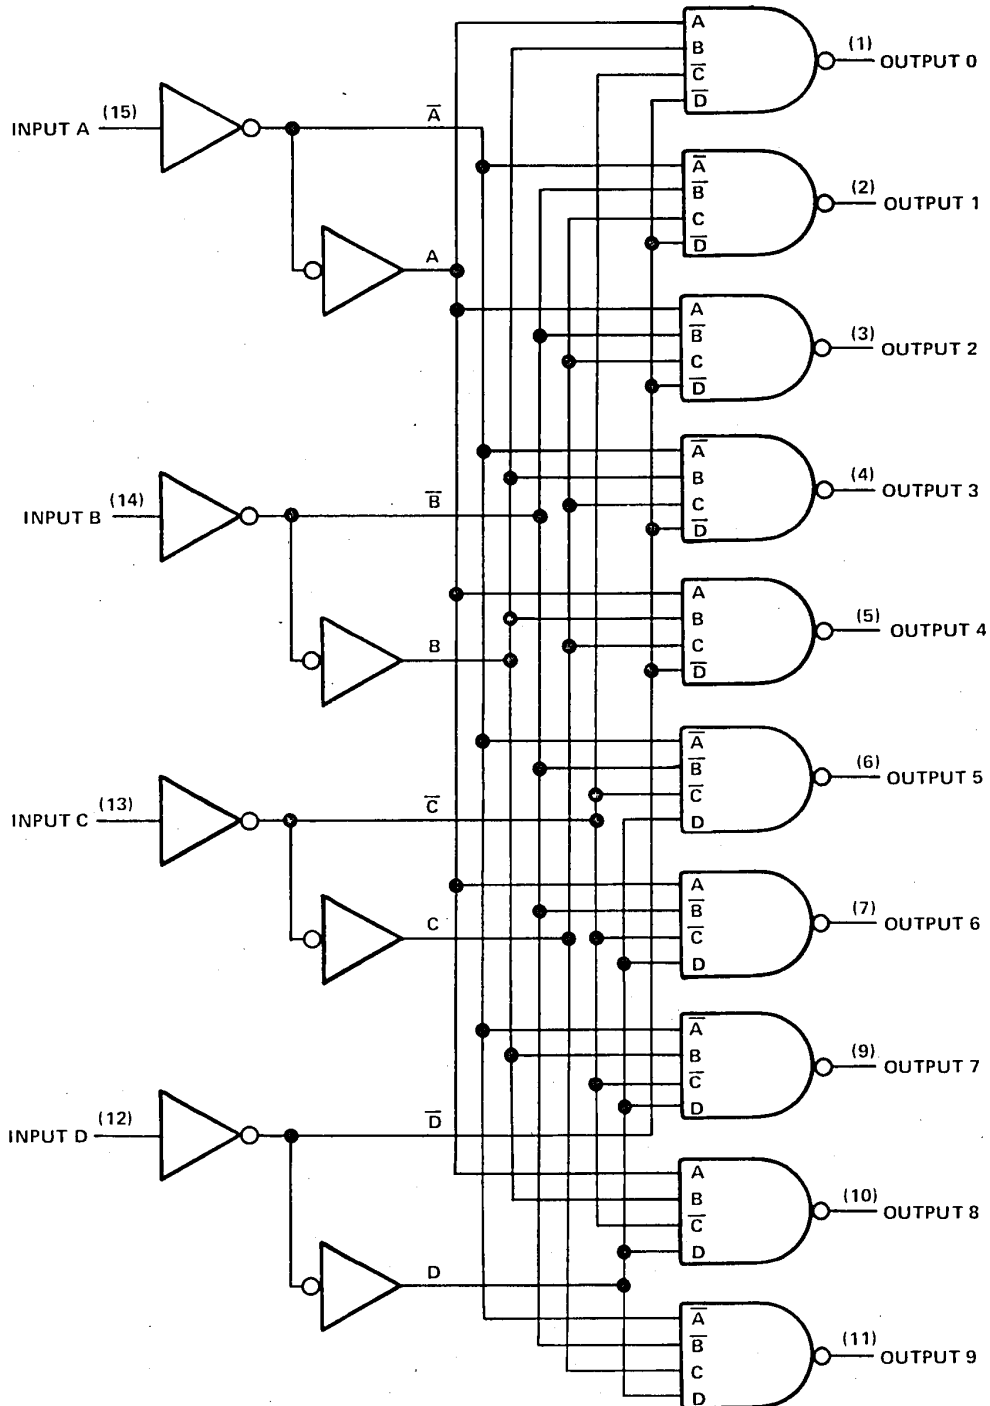 A
B
C̅
D̅
(1)
OUTPUT 0
INPUT A
(15)
A̅
A̅
B̅
C
D̅
(2)
OUTPUT 1
A
A
B̅
C
D̅
(3)
OUTPUT 2
A̅
B
C
D̅
(4)
OUTPUT 3
INPUT B
(14)
B̅
A
B
C
D̅
(5)
OUTPUT 4
B
A̅
B̅
C̅
D
(6)
OUTPUT 5
INPUT C
(13)
C̅
A
B̅
C̅
D
(7)
OUTPUT 6
C
A̅
B
C̅
D
(9)
OUTPUT 7
INPUT D
(12)
D̅
A
B
C̅
D
(10)
OUTPUT 8
D
A̅
B̅
C
D
(11)
OUTPUT 9